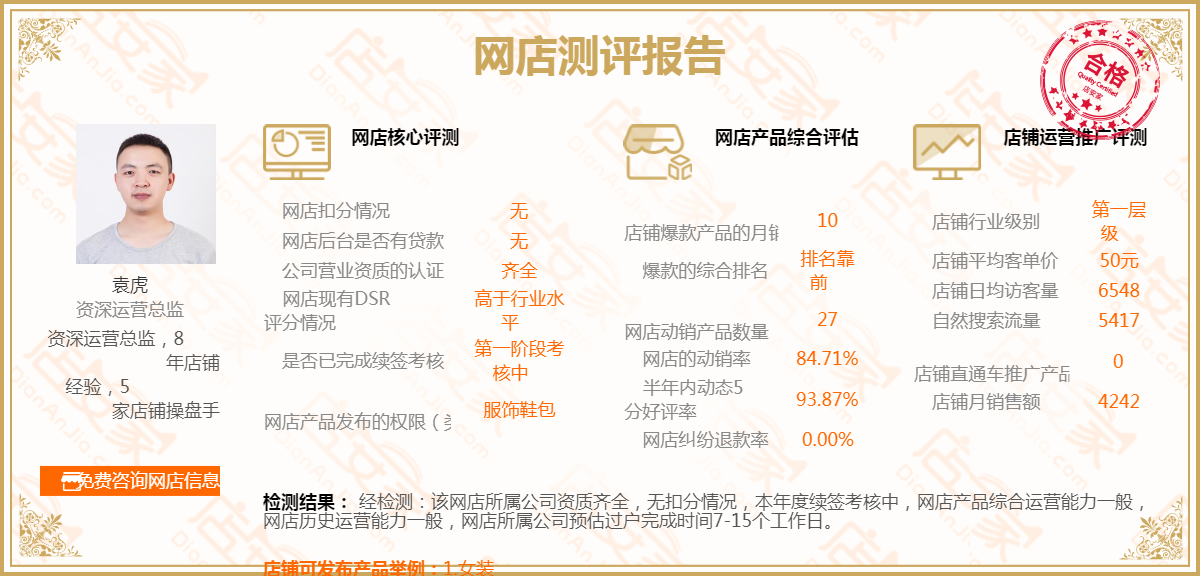 网店测评报告
合格
Quality Certified
店安家
袁虎
资深运营总监
资深运营总监，8
年店铺
经验，5
家店铺操盘手
免费咨询网店信息
网店核心评测
网店扣分情况 无
网店后台是否有贷款 无
公司营业资质的认证 齐全
网店现有DSR
评分情况
高于行业水
平
是否已完成续签考核
第一阶段考
核中
网店产品发布的权限（
服饰鞋包
网店产品综合评估
店铺爆款产品的月销 10
爆款的综合排名
排名靠
前
网店动销产品数量 27
网店的动销率 84.71%
半年内动态5
分好评率
93.87%
网店纠纷退款率 0.00%
店铺运营推广评测
店铺行业级别
第一层
级
店铺平均客单价 50元
店铺日均访客量 6548
自然搜索流量 5417
店铺直通车推广产品 0
店铺月销售额 4242
检测结果： 经检测：该网店所属公司资质齐全，无扣分情况，本年度续签考核中，网店产品综合运营能力一般，
网店历史运营能力一般，网店所属公司预估过户完成时间7-15个工作日。
店铺可发布产品举例：1.女装